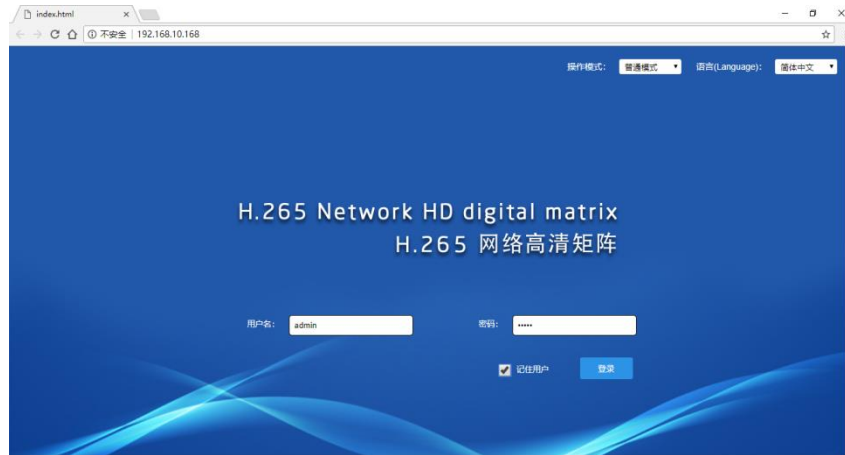 index.html
不安全 | 192.168.10.168
操作模式: 普通模式 语言(Language): 简体中文
H.265 Network HD digital matrix
H.265 网络高清矩阵
用户名: admin 密码: •••••
记住用户 登录